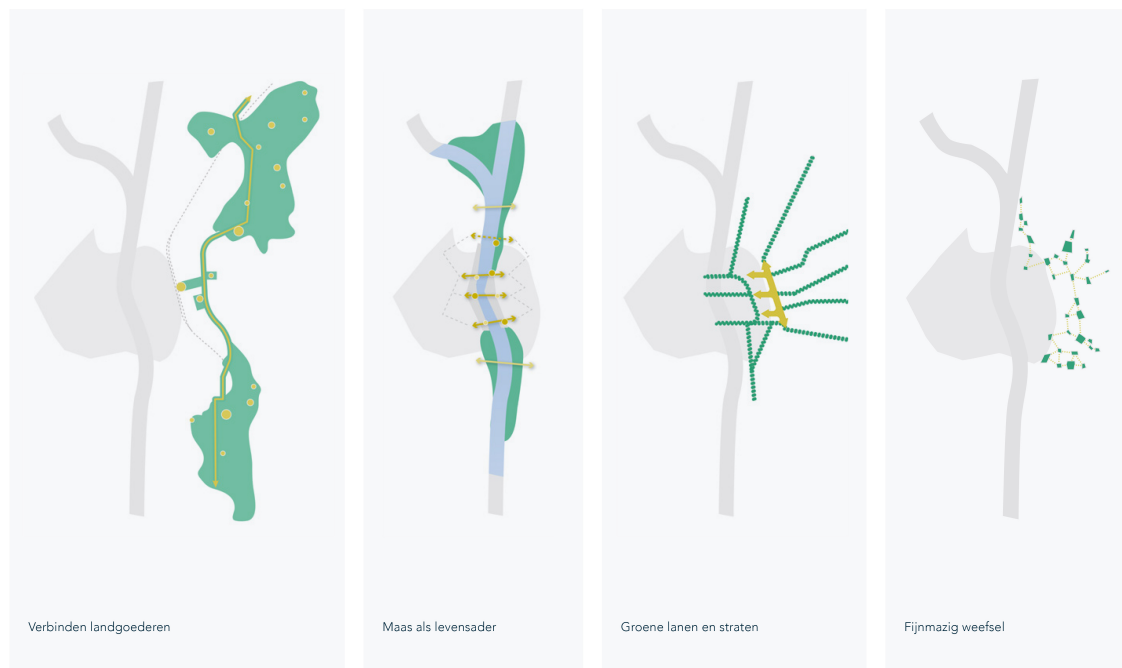 Verbinden landgoederen
Maas als levensader
Groene lanen en straten
Fijnmazig weefsel